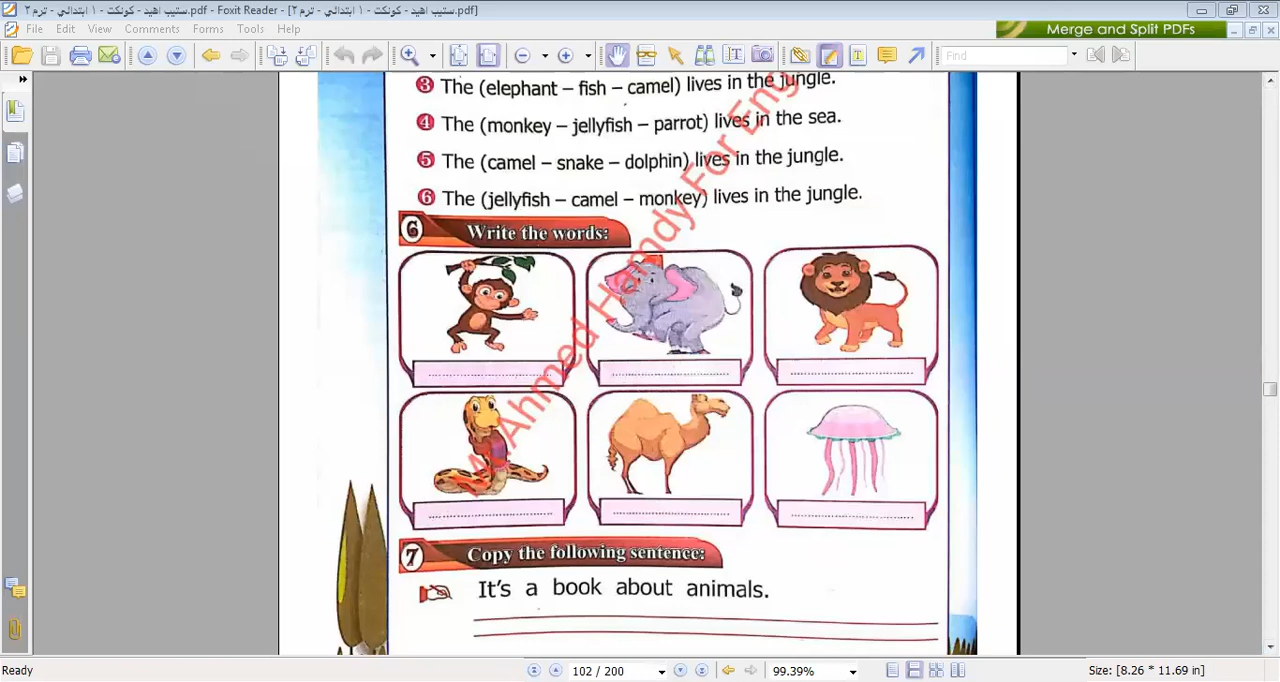 ستيب اهيد - كونكت - ١ ابتدائي - ترم ٢.pdf - Foxit Reader - [ستيب اهيد - كونكت - ١ ابتدائي - ترم ٢.pdf]
File Edit View Comments Forms Tools Help
Merge and Split PDFs
Find
3 The (elephant – fish – camel) lives in the jungle.
4 The (monkey – jellyfish – parrot) lives in the sea.
5 The (camel – snake – dolphin) lives in the jungle.
6 The (jellyfish – camel – monkey) lives in the jungle.
Ahmed Hamdy For Eng
6 Write the words:
7 Copy the following sentence:
It's a book about animals.
Ready
102 / 200
99.39%
Size: [8.26 * 11.69 in]